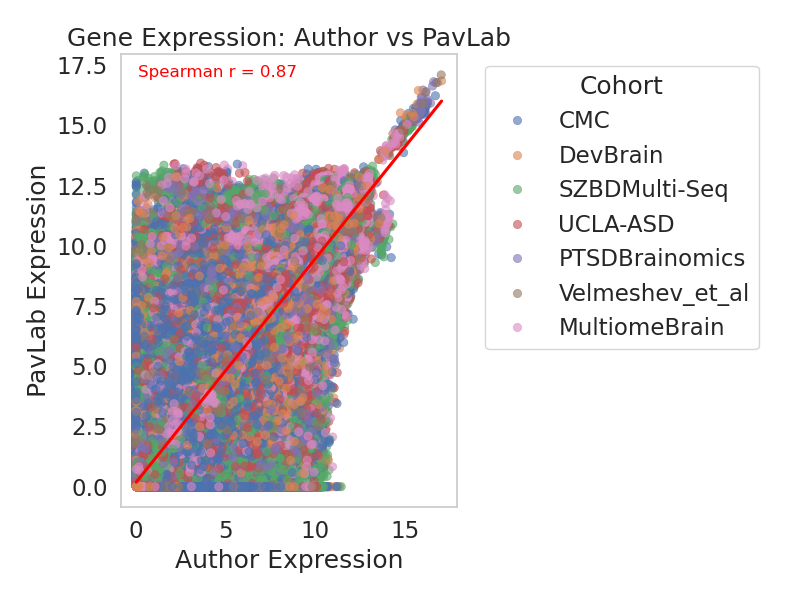 Gene Expression: Author vs PavLab
Spearman r = 0.87
17.5
15.0
12.5
10.0
7.5
5.0
2.5
0.0
PavLab Expression
0 5 10 15
Author Expression
Cohort
CMC
DevBrain
SZBDMulti-Seq
UCLA-ASD
PTSDBrainomics
Velmeshev_et_al
MultiomeBrain